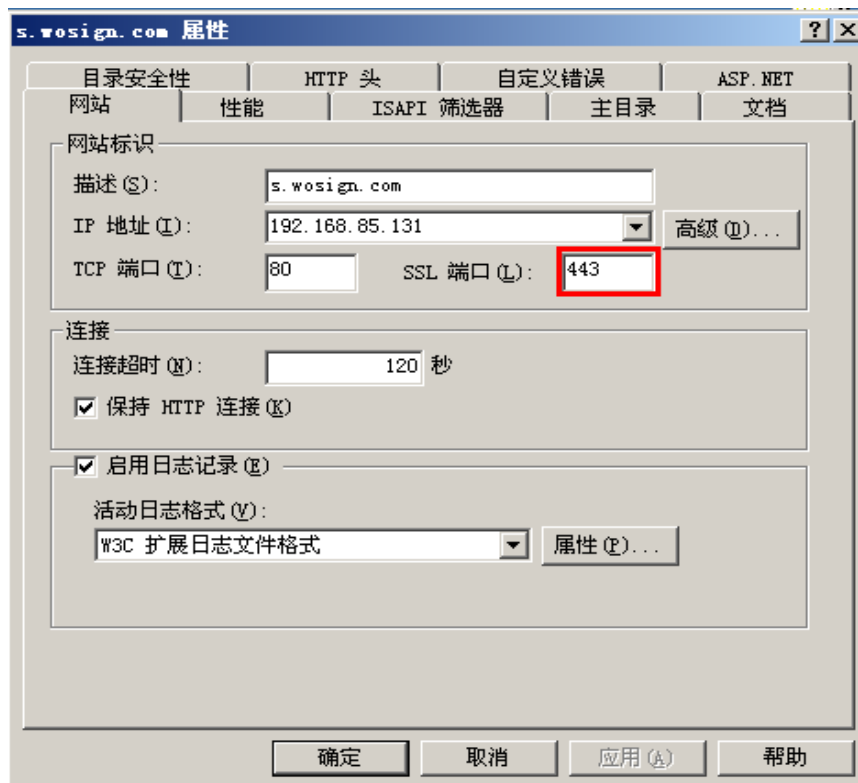 s.wosign.com 属性
目录安全性 HTTP 头 自定义错误 ASP.NET
网站 性能 ISAPI 筛选器 主目录 文档
网站标识
描述(S): s.wosign.com
IP 地址(I): 192.168.85.131 高级(D)...
TCP 端口(T): 80 SSL 端口(L): 443
连接
连接超时(N): 120 秒
保持 HTTP 连接(K)
启用日志记录(E)
活动日志格式(V):
W3C 扩展日志文件格式 属性(P)...
确定 取消 应用(A) 帮助